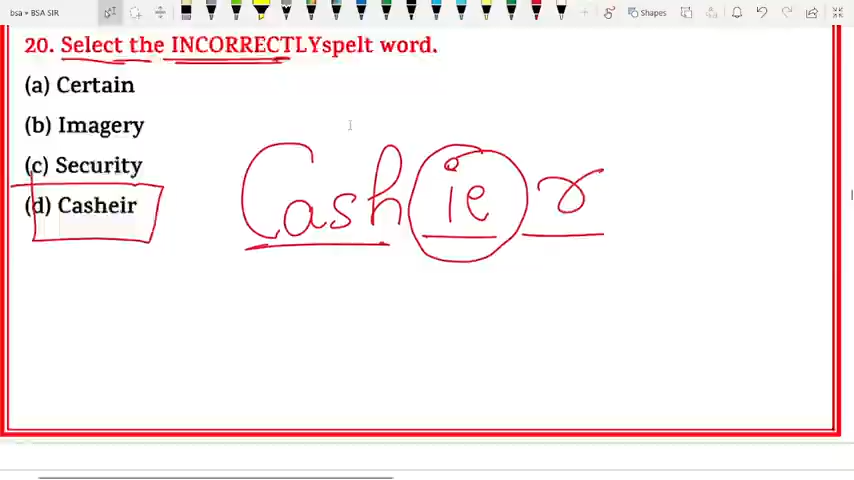 bsa • BSA SIR
Shapes
20. Select the INCORRECTLYspelt word.
(a) Certain
(b) Imagery
(c) Security
(d) Casheir
Cashier